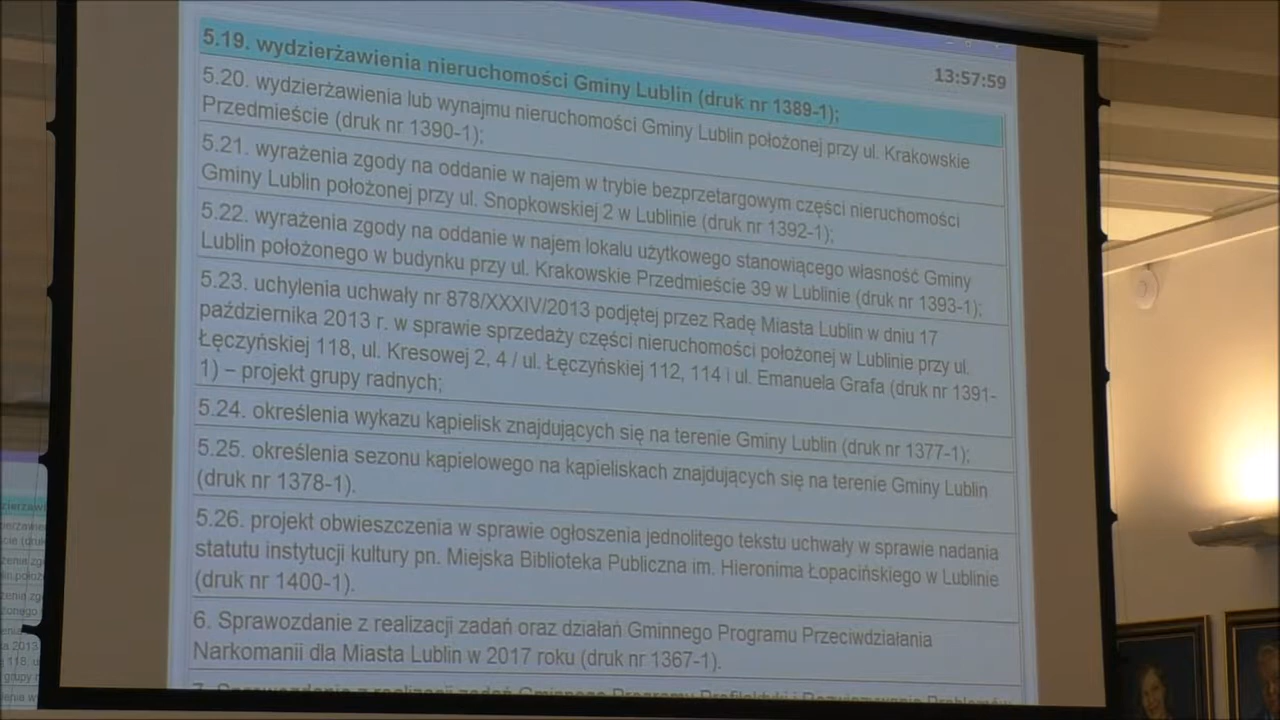 13:57:59
5.19. wydzierżawienia nieruchomości Gminy Lublin (druk nr 1389-1);
5.20. wydzierżawienia lub wynajmu nieruchomości Gminy Lublin położonej przy ul. Krakowskie
Przedmieście (druk nr 1390-1);
5.21. wyrażenia zgody na oddanie w najem w trybie bezprzetargowym części nieruchomości
Gminy Lublin położonej przy ul. Snopkowskiej 2 w Lublinie (druk nr 1392-1);
5.22. wyrażenia zgody na oddanie w najem lokalu użytkowego stanowiącego własność Gminy
Lublin położonego w budynku przy ul. Krakowskie Przedmieście 39 w Lublinie (druk nr 1393-1);
5.23. uchylenia uchwały nr 878/XXXIV/2013 podjętej przez Radę Miasta Lublin w dniu 17
października 2013 r. w sprawie sprzedaży części nieruchomości położonej w Lublinie przy ul.
Łęczyńskiej 118, ul. Kresowej 2, 4 / ul. Łęczyńskiej 112, 114 i ul. Emanuela Grafa (druk nr 1391-
1) – projekt grupy radnych;
5.24. określenia wykazu kąpielisk znajdujących się na terenie Gminy Lublin (druk nr 1377-1);
5.25. określenia sezonu kąpielowego na kąpieliskach znajdujących się na terenie Gminy Lublin
(druk nr 1378-1).
5.26. projekt obwieszczenia w sprawie ogłoszenia jednolitego tekstu uchwały w sprawie nadania
statutu instytucji kultury pn. Miejska Biblioteka Publiczna im. Hieronima Łopacińskiego w Lublinie
(druk nr 1400-1).
6. Sprawozdanie z realizacji zadań oraz działań Gminnego Programu Przeciwdziałania
Narkomanii dla Miasta Lublin w 2017 roku (druk nr 1367-1).
7. Sprawozdanie z realizacji zadań Gminnego Programu Profilaktyki i Rozwiązywania Problemów